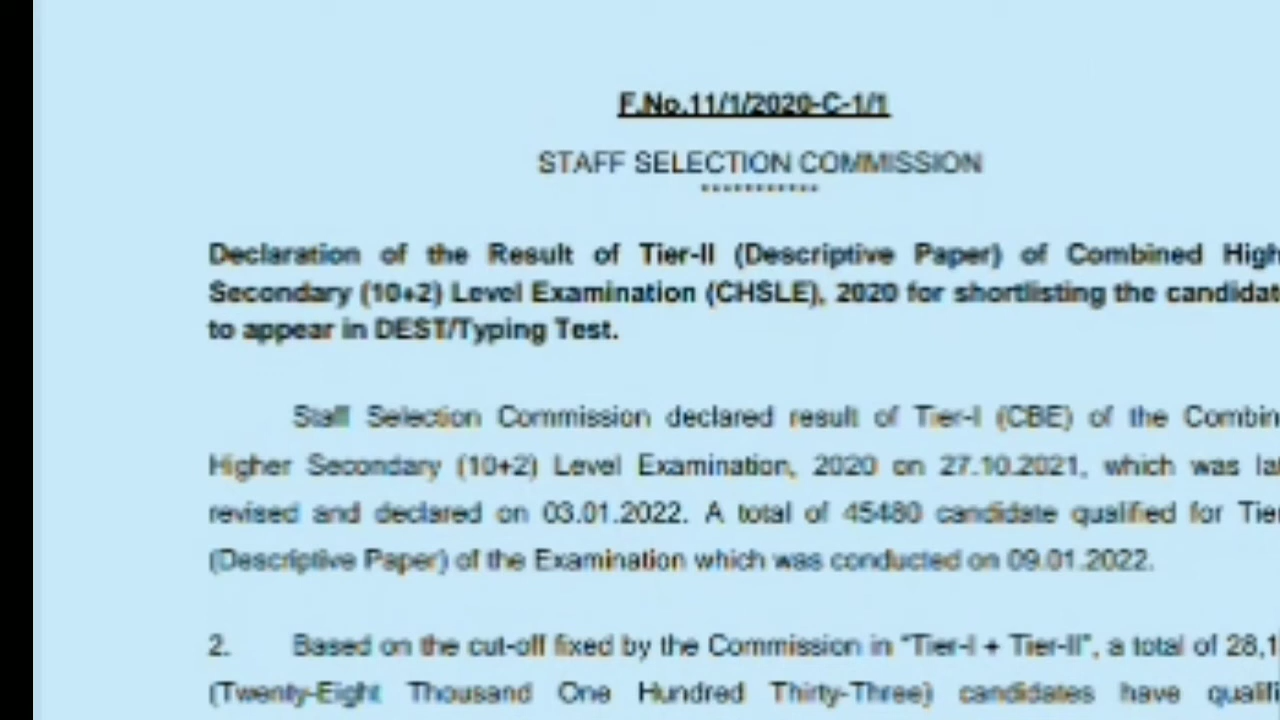 F.No.11/1/2020-C-1/1
STAFF SELECTION COMMISSION
***********
Declaration of the Result of Tier-II (Descriptive Paper) of Combined High
Secondary (10+2) Level Examination (CHSLE), 2020 for shortlisting the candidat
to appear in DEST/Typing Test.
Staff Selection Commission declared result of Tier-I (CBE) of the Combin
Higher Secondary (10+2) Level Examination, 2020 on 27.10.2021, which was lat
revised and declared on 03.01.2022. A total of 45480 candidate qualified for Tier
(Descriptive Paper) of the Examination which was conducted on 09.01.2022.
2. Based on the cut-off fixed by the Commission in "Tier-I + Tier-II", a total of 28,1
(Twenty-Eight Thousand One Hundred Thirty-Three) candidates have qualifi